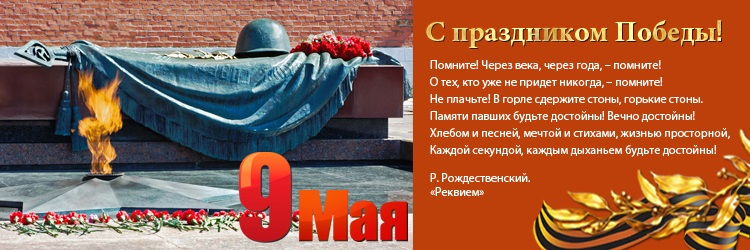 С праздником Победы!
Помните! Через века, через года, – помните!
О тех, кто уже не придет никогда, – помните!
Не плачьте! В горле сдержите стоны, горькие стоны.
Памяти павших будьте достойны! Вечно достойны!
Хлебом и песней, мечтой и стихами, жизнью просторной,
Каждой секундой, каждым дыханьем будьте достойны!
Р. Рождественский.
«Реквием»
9 Мая